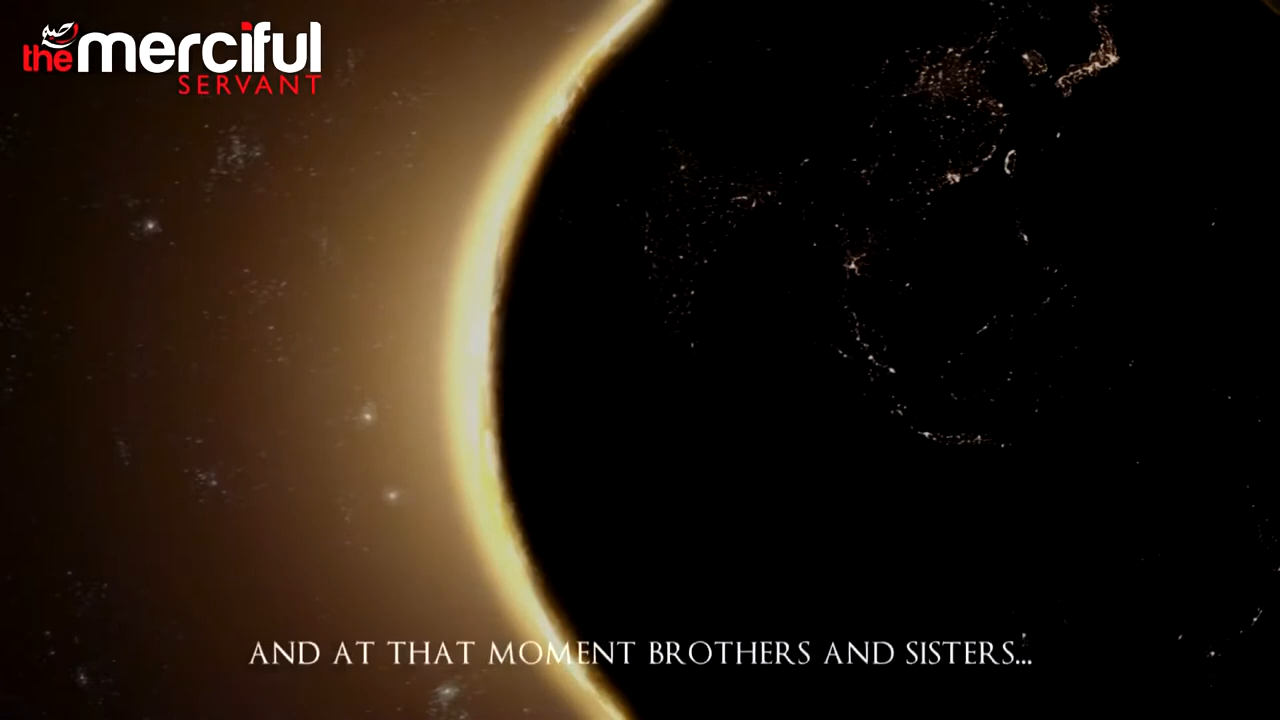 the merciful
SERVANT
AND AT THAT MOMENT BROTHERS AND SISTERS...